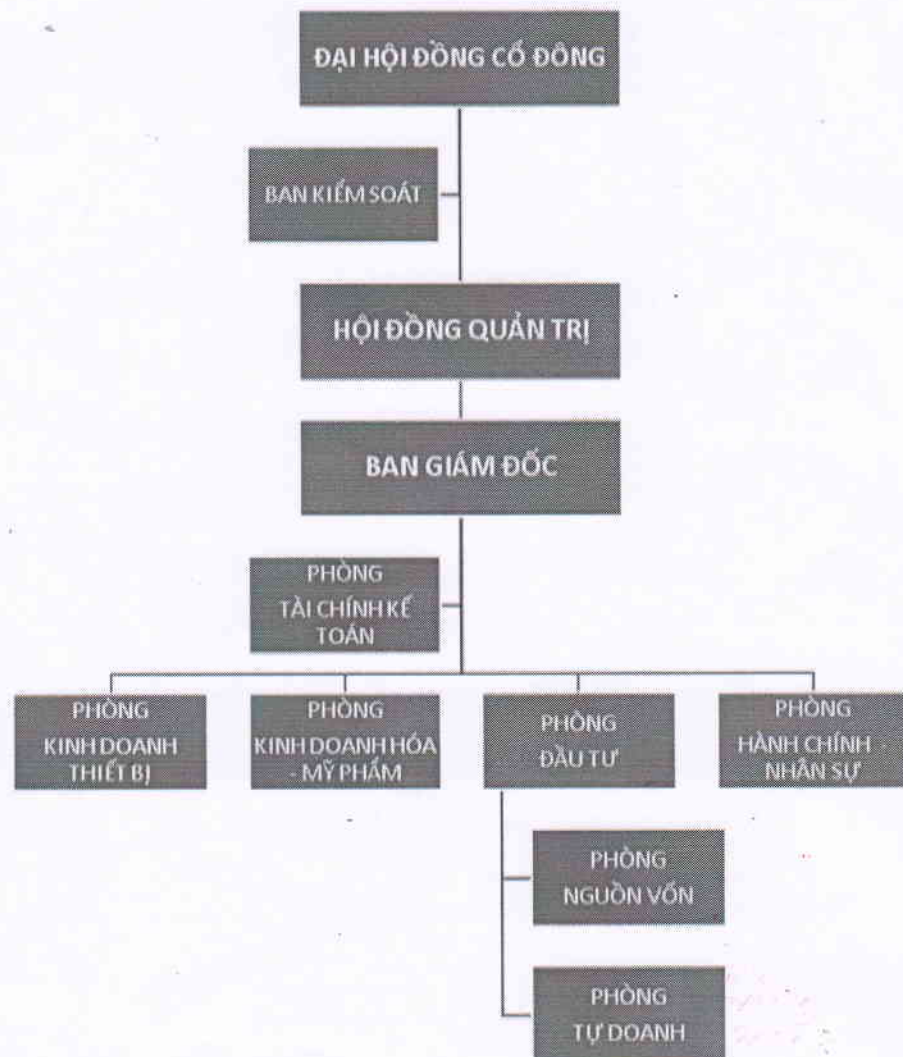 ĐẠI HỘI ĐỒNG CỔ ĐÔNG
BAN KIỂM SOÁT
HỘI ĐỒNG QUẢN TRỊ
BAN GIÁM ĐỐC
PHÒNG
TÀI CHÍNH KẾ
TOÁN
PHÒNG
KINH DOANH
THIẾT BỊ
PHÒNG
KINH DOANH HÓA
- MỸ PHẨM
PHÒNG
ĐẦU TƯ
PHÒNG
HÀNH CHÍNH -
NHÂN SỰ
PHÒNG
NGUỒN VỐN
PHÒNG
TỰ DOANH